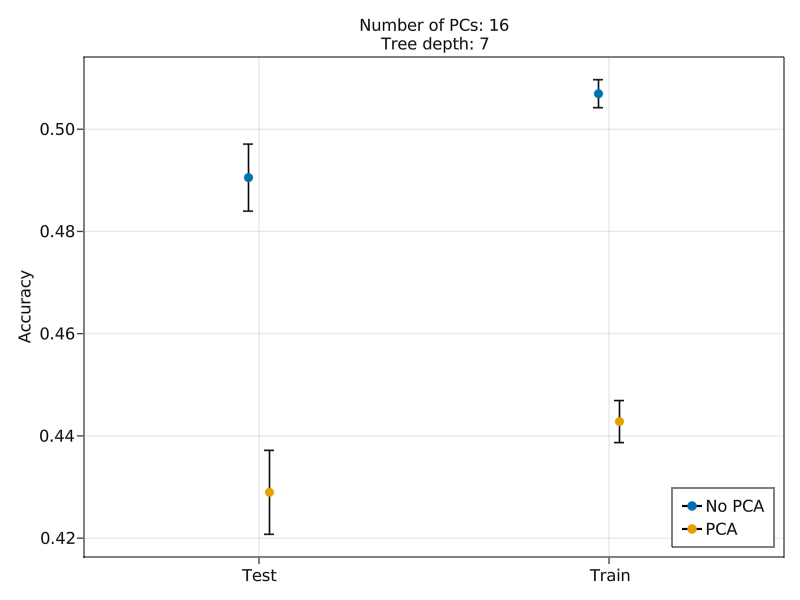 Number of PCs: 16
Tree depth: 7
Accuracy
0.50
0.48
0.46
0.44
0.42
Test
Train
No PCA
PCA